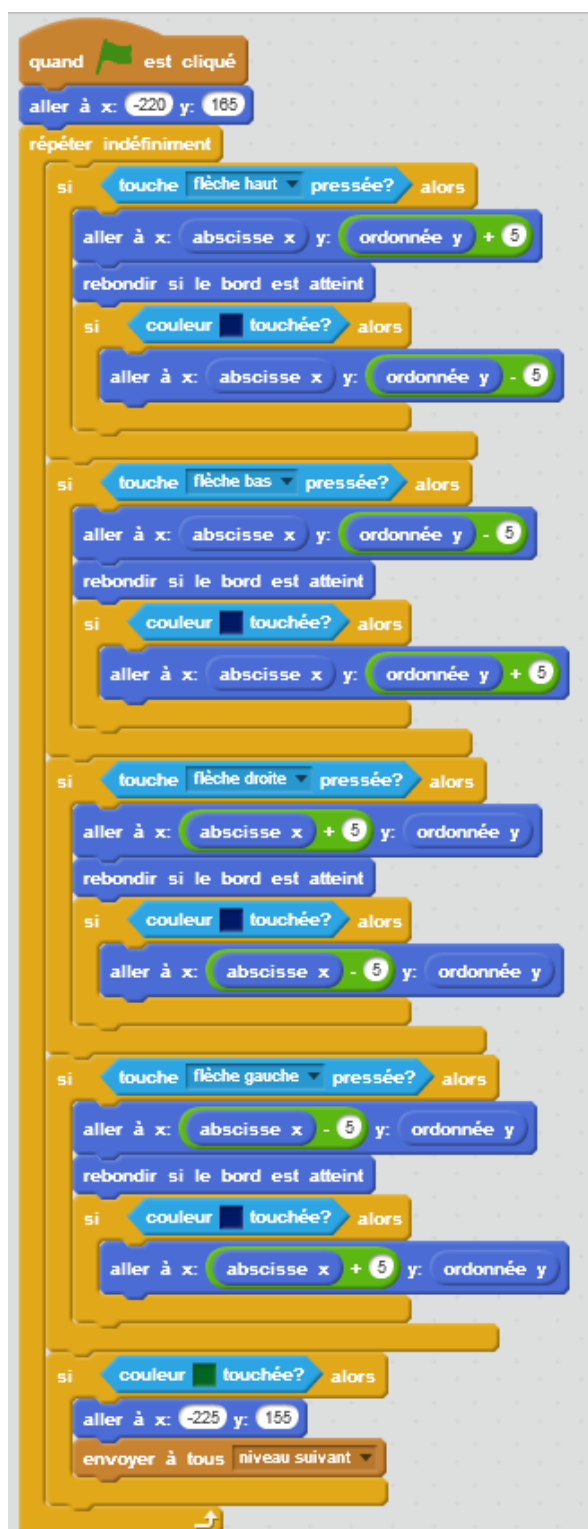 quand est cliqué
aller à x: -220 y: 165
répéter indéfiniment
si touche flèche haut pressée? alors
aller à x: abscisse x y: ordonnée y + 5
rebondir si le bord est atteint
si couleur touchée? alors
aller à x: abscisse x y: ordonnée y - 5
si touche flèche bas pressée? alors
aller à x: abscisse x y: ordonnée y - 5
rebondir si le bord est atteint
si couleur touchée? alors
aller à x: abscisse x y: ordonnée y + 5
si touche flèche droite pressée? alors
aller à x: abscisse x + 5 y: ordonnée y
rebondir si le bord est atteint
si couleur touchée? alors
aller à x: abscisse x - 5 y: ordonnée y
si touche flèche gauche pressée? alors
aller à x: abscisse x - 5 y: ordonnée y
rebondir si le bord est atteint
si couleur touchée? alors
aller à x: abscisse x + 5 y: ordonnée y
si couleur touchée? alors
aller à x: -225 y: 155
envoyer à tous niveau suivant